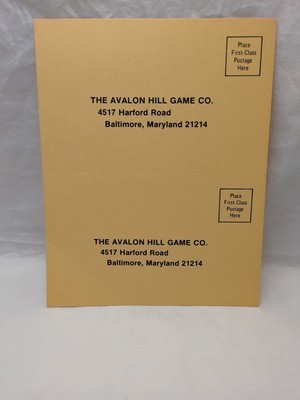 Place
First Class
Postage
Here
THE AVALON HILL GAME CO.
4517 Harford Road
Baltimore, Maryland 21214
Place
First Class
Postage
Here
THE AVALON HILL GAME CO.
4517 Harford Road
Baltimore, Maryland 21214